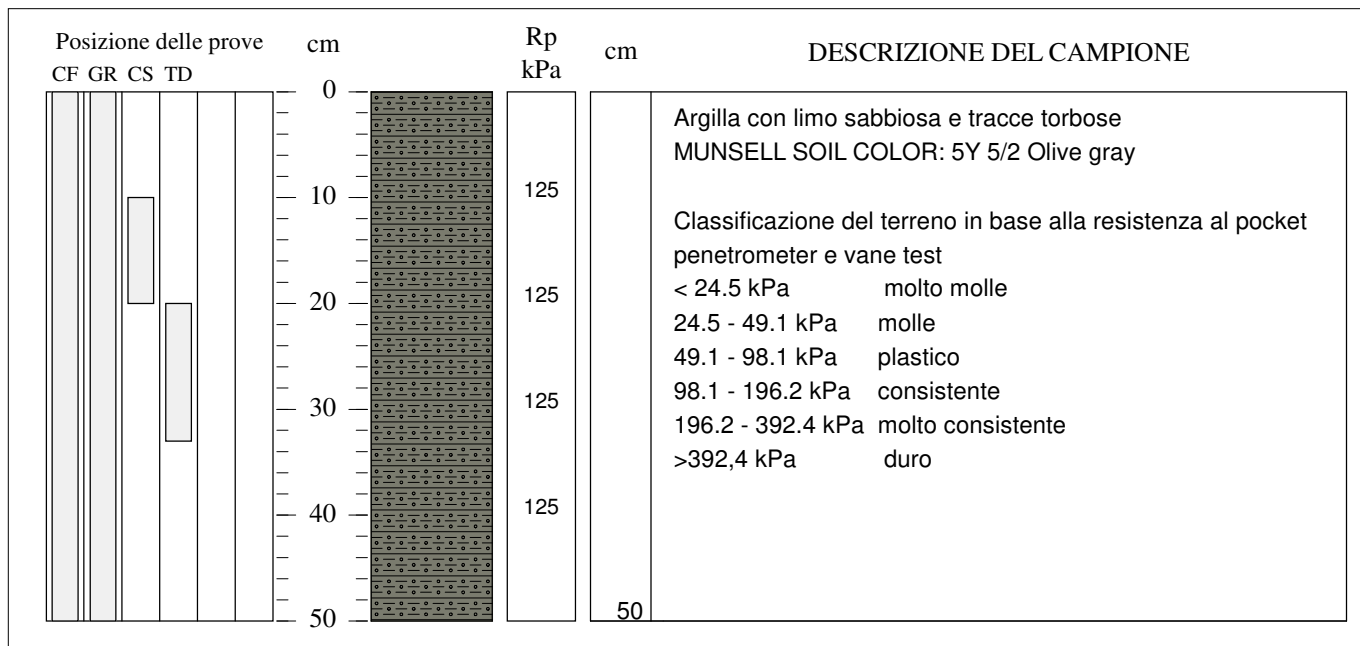 Posizione delle prove
CF GR CS TD
cm
Rp
kPa
cm
DESCRIZIONE DEL CAMPIONE
0
10
20
30
40
50
125
125
125
125
50
Argilla con limo sabbiosa e tracce torbose
MUNSELL SOIL COLOR: 5Y 5/2 Olive gray
Classificazione del terreno in base alla resistenza al pocket
penetrometer e vane test
< 24.5 kPa molto molle
24.5 - 49.1 kPa molle
49.1 - 98.1 kPa plastico
98.1 - 196.2 kPa consistente
196.2 - 392.4 kPa molto consistente
>392,4 kPa duro